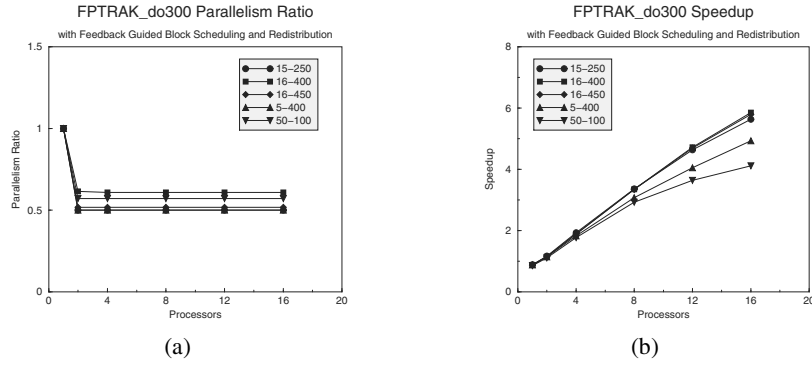 FPTRAK_do300 Parallelism Ratio
with Feedback Guided Block Scheduling and Redistribution
1.5
1
0.5
0
Parallelism Ratio
15−250
16−400
16−450
5−400
50−100
0 4 8 12 16 20
Processors
(a)
FPTRAK_do300 Speedup
with Feedback Guided Block Scheduling and Redistribution
8
6
4
2
0
Speedup
15−250
16−400
16−450
5−400
50−100
0 4 8 12 16 20
Processors
(b)